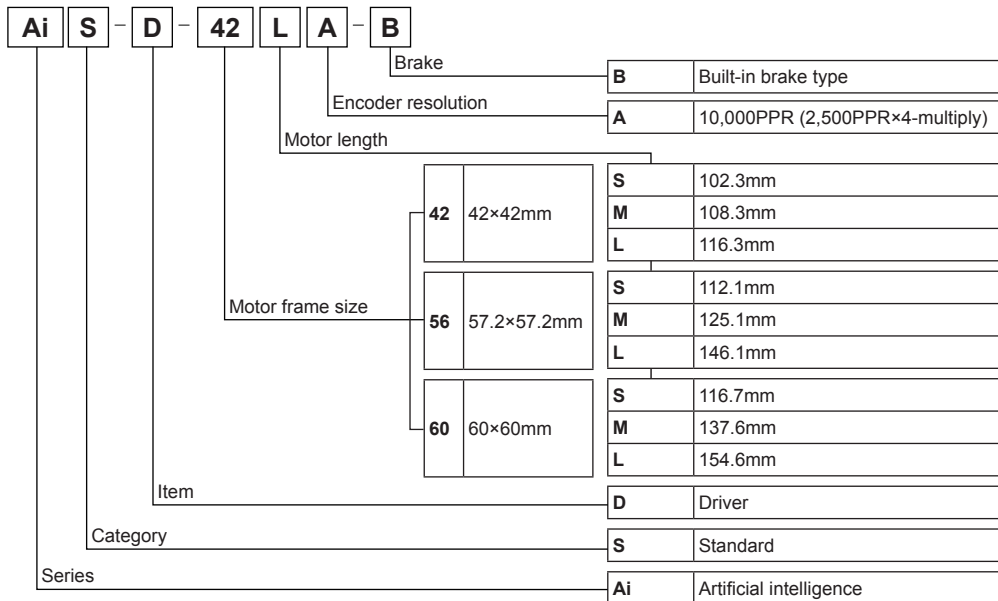 Ai S - D - 42 L A - B
Brake
B Built-in brake type
Encoder resolution
A 10,000PPR (2,500PPR×4-multiply)
Motor length
42 42×42mm
S 102.3mm
M 108.3mm
L 116.3mm
Motor frame size
56 57.2×57.2mm
S 112.1mm
M 125.1mm
L 146.1mm
60 60×60mm
S 116.7mm
M 137.6mm
L 154.6mm
Item
D Driver
Category
S Standard
Series
Ai Artificial intelligence